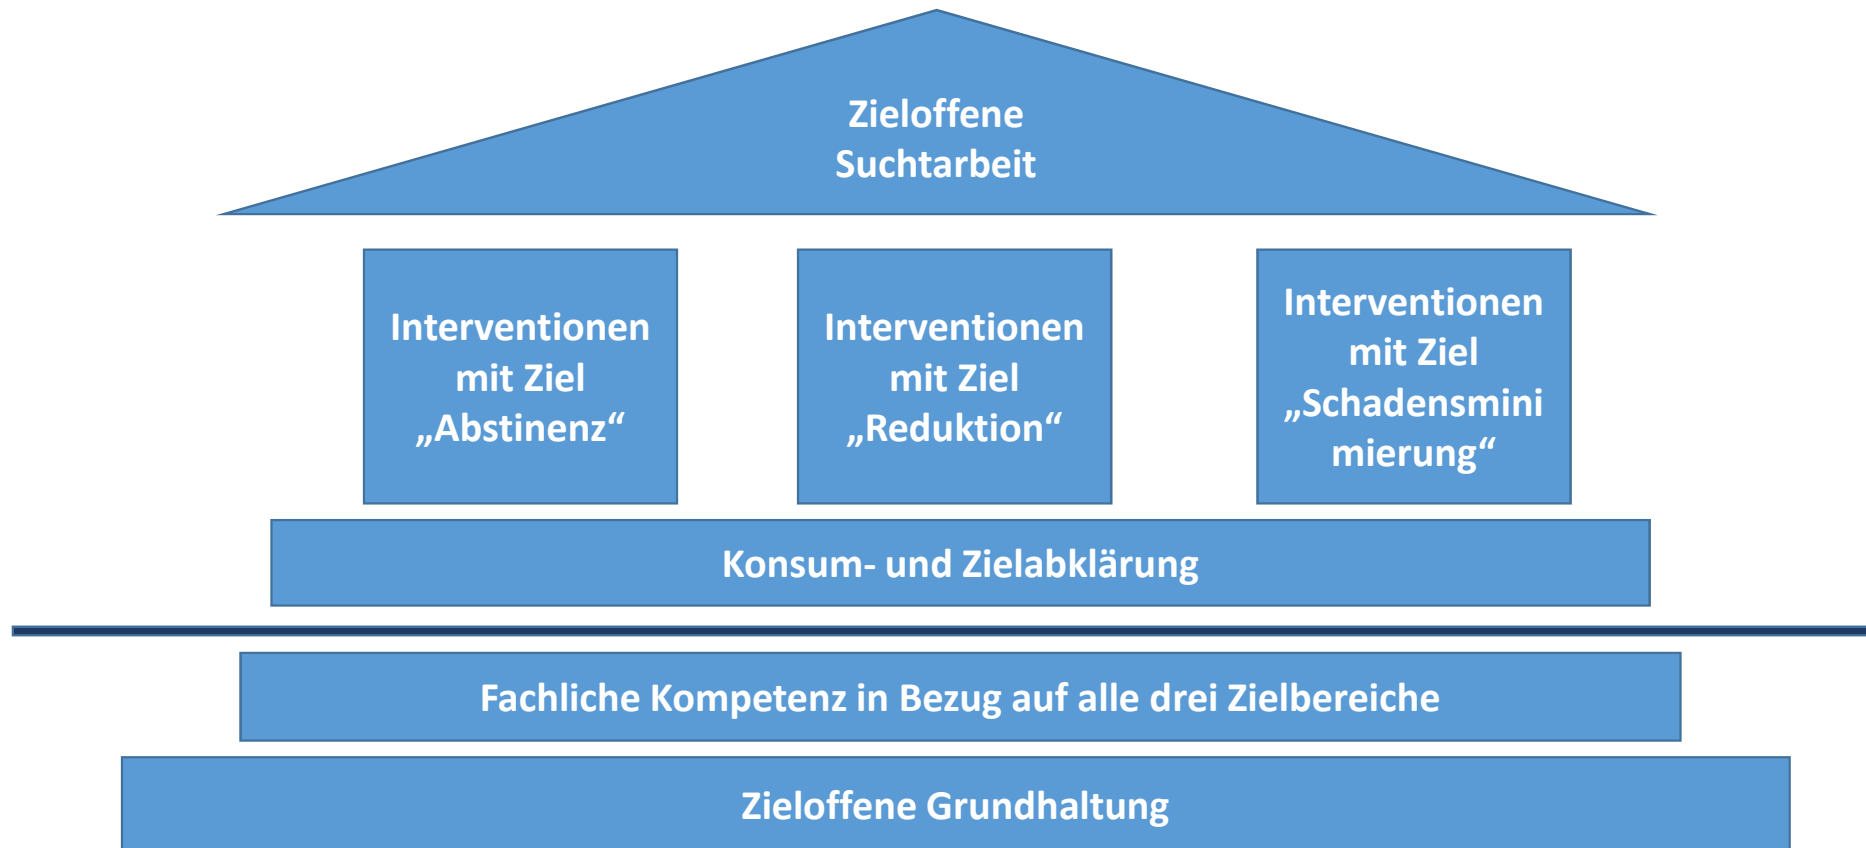 Zieloffene
Suchtarbeit
Interventionen
mit Ziel
„Abstinenz“
Interventionen
mit Ziel
„Reduktion“
Interventionen
mit Ziel
„Schadensmini
mierung“
Konsum- und Zielabklärung
Fachliche Kompetenz in Bezug auf alle drei Zielbereiche
Zieloffene Grundhaltung